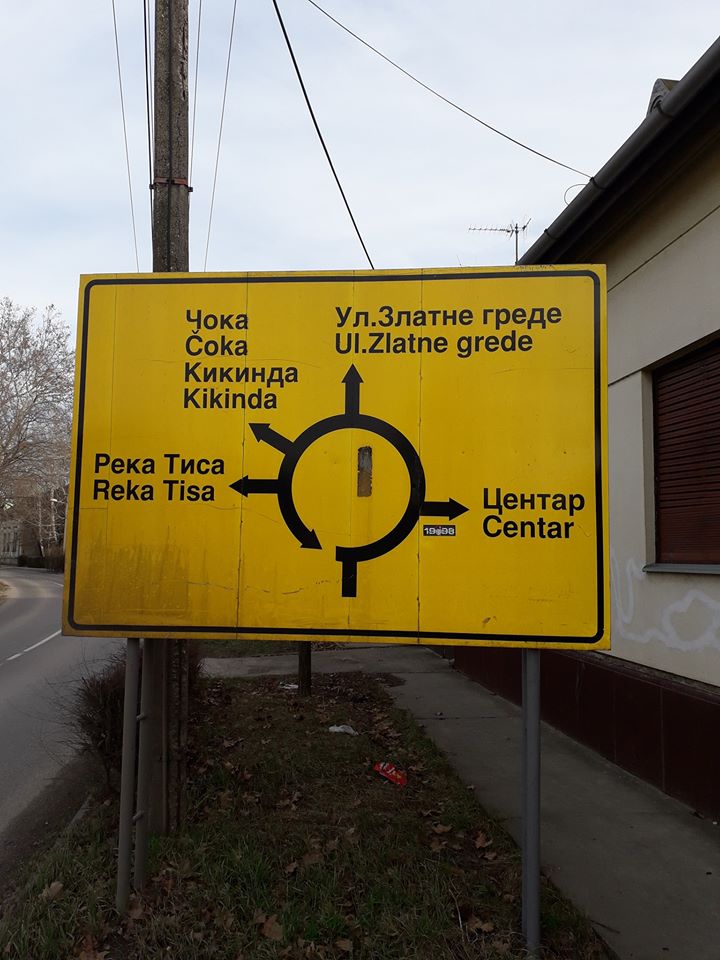 Чока
Čoka
Кикинда
Kikinda
Ул.Златне греде
Ul.Zlatne grede
Река Тиса
Reka Tisa
Центар
Centar